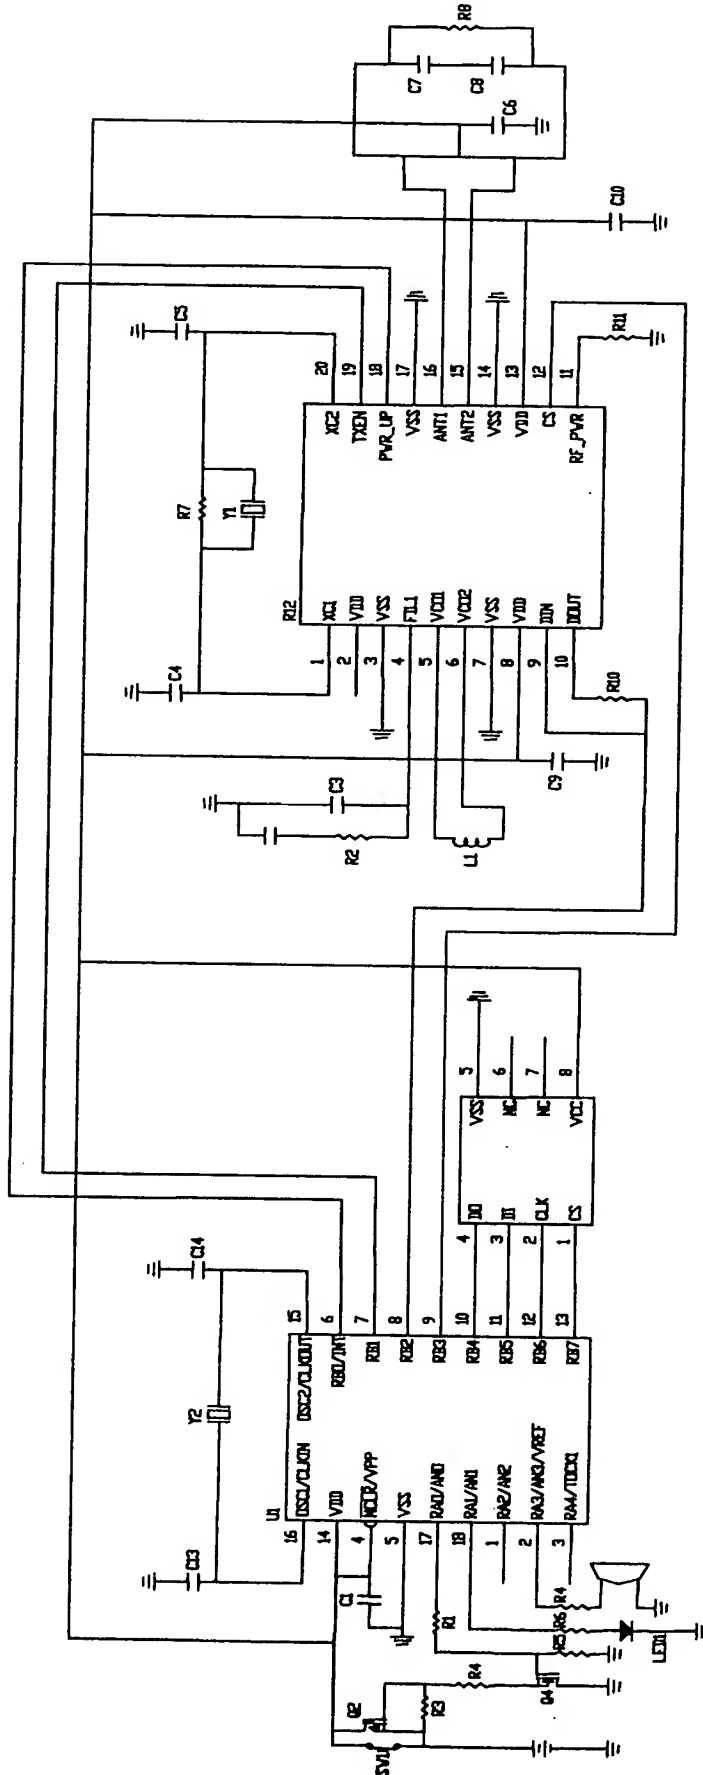 R8
C7
C8
C6
C10
C5
20
19
18
17
16
15
14
13
12
11
R11
XC2
TXEN
PWR_UP
VSS
ANT1
ANT2
VSS
VDD
CS
RF_PWR
R7
Y1
R12
XC1
VDD
VSS
FIL1
VCO1
VCO2
VSS
VDD
DIN
DOUT
1
2
3
4
5
6
7
8
9
10
R10
C4
C3
C9
R2
L1
5
6
7
8
VSS
NC
NC
VCC
DO
DI
CLK
CS
4
3
2
1
C14
15
6
7
8
9
10
11
12
13
OSC2/CLKOUT
RB0/INT
RB1
RB2
RB3
RB4
RB5
RB6
RB7
Y2
U1
OSC1/CLKIN
VDD
MCLR/VPP
VSS
RA0/AN0
RA1/AN1
RA2/AN2
RA3/AN3/VREF
RA4/TOCK1
16
14
4
5
17
18
1
2
3
C13
C1
R1
R4
R6
R5
LED1
R4
Q4
Q2
R3
SW1